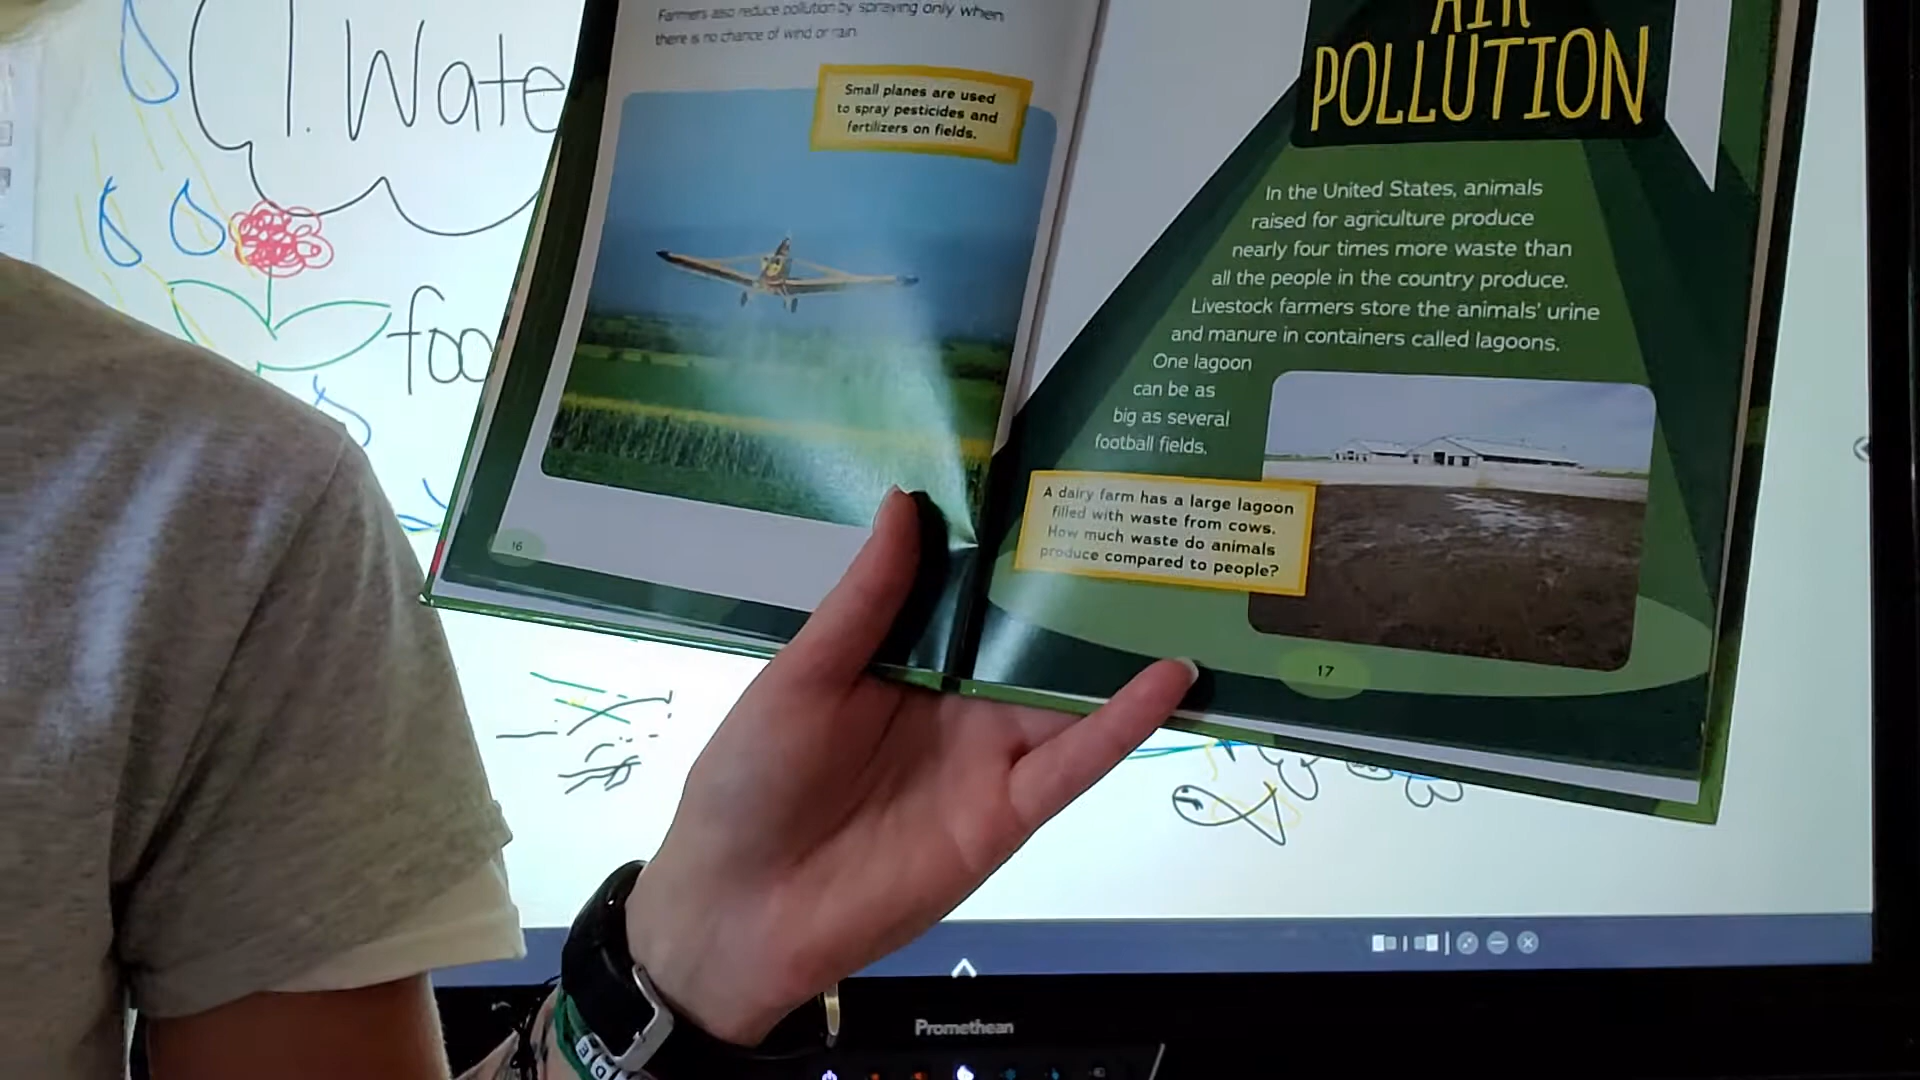 1. Wate
foo
Farmers also reduce pollution by spraying only when
there is no chance of wind or rain.
Small planes are used
to spray pesticides and
fertilizers on fields.
16
AIR
POLLUTION
In the United States, animals
raised for agriculture produce
nearly four times more waste than
all the people in the country produce.
Livestock farmers store the animals' urine
and manure in containers called lagoons.
One lagoon
can be as
big as several
football fields.
A dairy farm has a large lagoon
filled with waste from cows.
How much waste do animals
produce compared to people?
17
Promethean